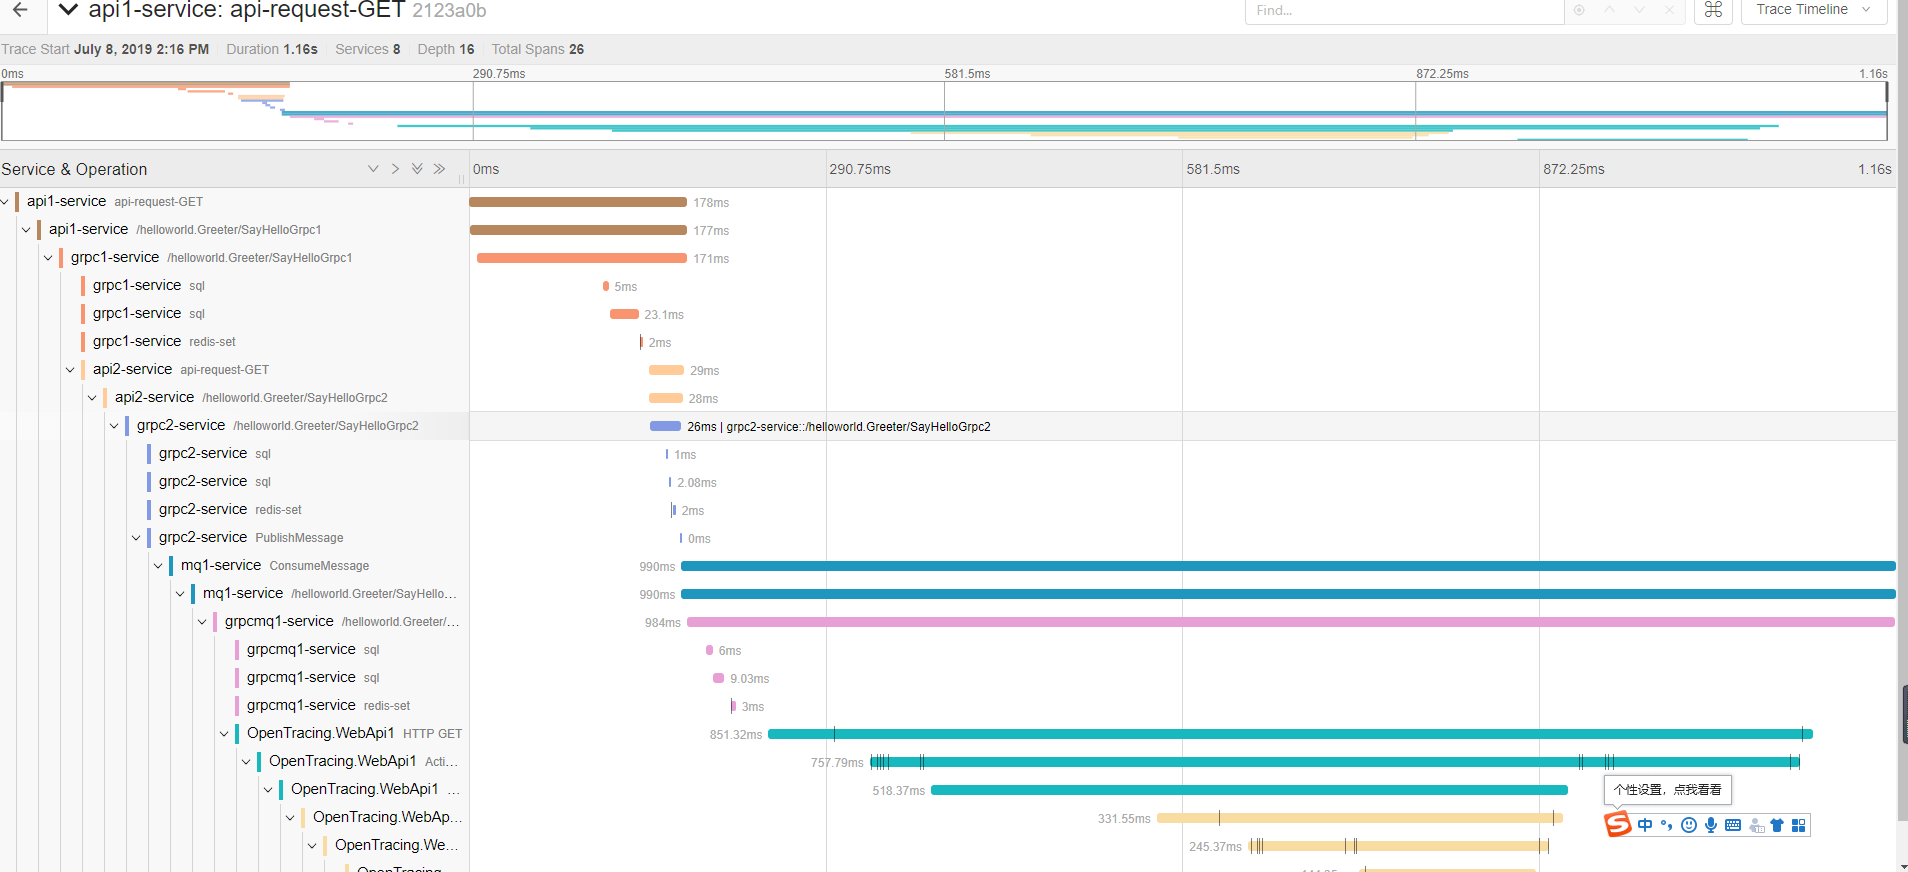 api1-service: api-request-GET 2123a0b
Find...
Trace Timeline
Trace Start July 8, 2019 2:16 PM Duration 1.16s Services 8 Depth 16 Total Spans 26
0ms 290.75ms 581.5ms 872.25ms 1.16s
Service & Operation 0ms 290.75ms 581.5ms 872.25ms 1.16s
api1-service api-request-GET 178ms
api1-service /helloworld.Greeter/SayHelloGrpc1 177ms
grpc1-service /helloworld.Greeter/SayHelloGrpc1 171ms
grpc1-service sql 5ms
grpc1-service sql 23.1ms
grpc1-service redis-set 2ms
api2-service api-request-GET 29ms
api2-service /helloworld.Greeter/SayHelloGrpc2 28ms
grpc2-service /helloworld.Greeter/SayHelloGrpc2 26ms | grpc2-service::/helloworld.Greeter/SayHelloGrpc2
grpc2-service sql 1ms
grpc2-service sql 2.08ms
grpc2-service redis-set 2ms
grpc2-service PublishMessage 0ms
mq1-service ConsumeMessage 990ms
mq1-service /helloworld.Greeter/SayHello... 990ms
grpcmq1-service /helloworld.Greeter/... 984ms
grpcmq1-service sql 6ms
grpcmq1-service sql 9.03ms
grpcmq1-service redis-set 3ms
OpenTracing.WebApi1 HTTP GET 851.32ms
OpenTracing.WebApi1 Acti... 757.79ms
OpenTracing.WebApi1 ... 518.37ms
个性设置，点我看看
OpenTracing.WebAp... 331.55ms
中
OpenTracing.We... 245.37ms